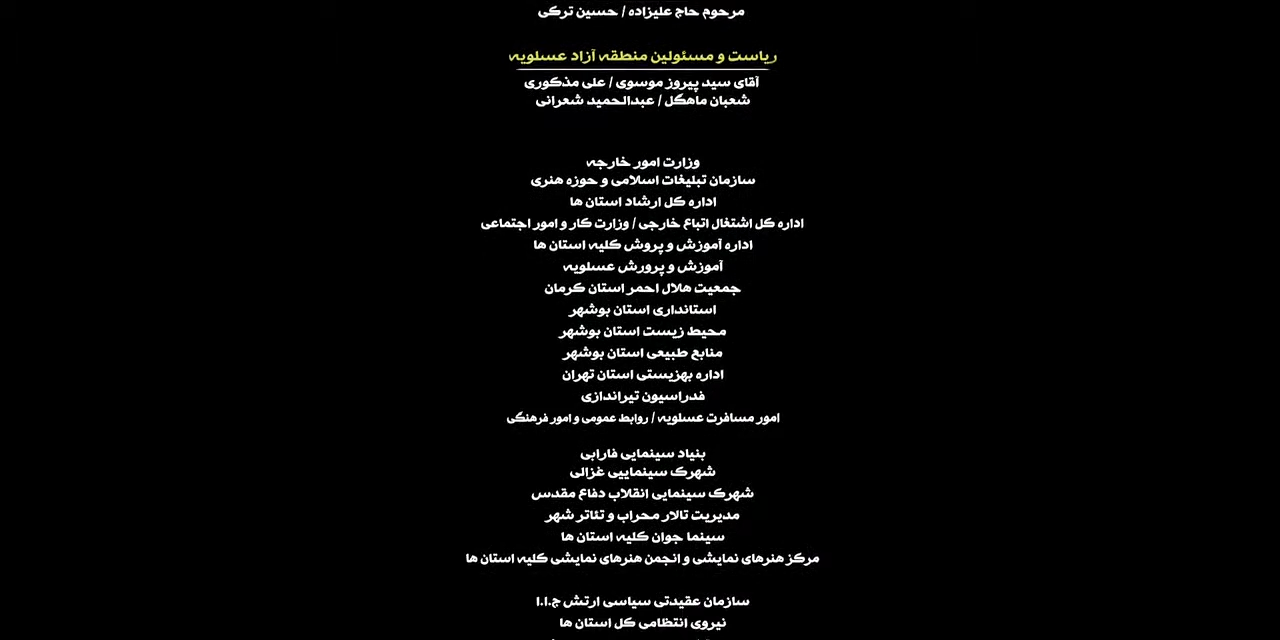 مرحوم حاج علیزاده / حسین ترکی
ریاست و مسئولین منطقه آزاد عسلویه
آقای سید پیروز موسوی / علی مذکوری
شعبان ماهگل / عبدالحمید شعرانی
وزارت امور خارجه
سازمان تبلیغات اسلامی و حوزه هنری
اداره کل ارشاد استان ها
اداره کل اشتغال اتباع خارجی / وزارت کار و امور اجتماعی
اداره آموزش و پروش کلیه استان ها
آموزش و پرورش عسلویه
جمعیت هلال احمر استان کرمان
استانداری استان بوشهر
محیط زیست استان بوشهر
منابع طبیعی استان بوشهر
اداره بهزیستی استان تهران
فدراسیون تیراندازی
امور مسافرت عسلویه / روابط عمومی و امور فرهنگی
بنیاد سینمایی فارابی
شهرک سینماییی غزالی
شهرک سینمایی انقلاب دفاع مقدس
مدیریت تالار محراب و تئاتر شهر
سینما جوان کلیه استان ها
مرکز هنرهای نمایشی و انجمن هنرهای نمایشی کلیه استان ها
سازمان عقیدتی سیاسی ارتش ج.ا.ا
نیروی انتظامی کل استان ها